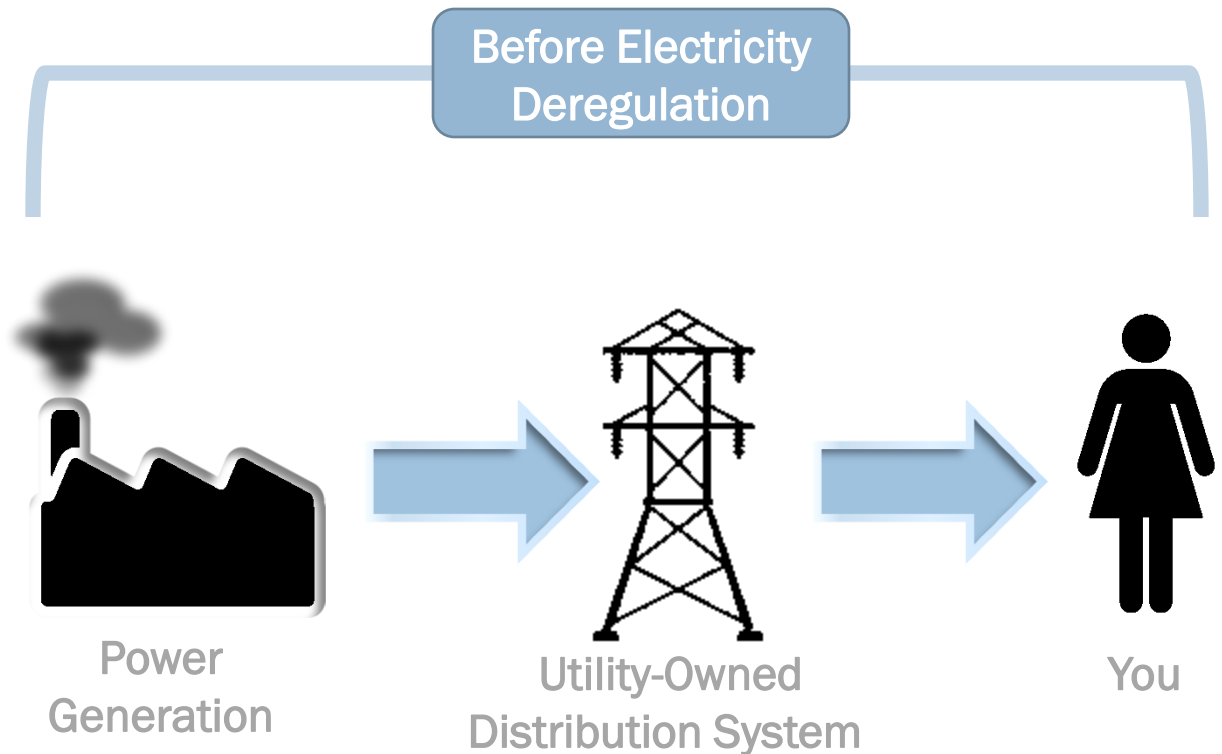 Before Electricity
Deregulation
Power
Generation
Utility-Owned
Distribution System
You